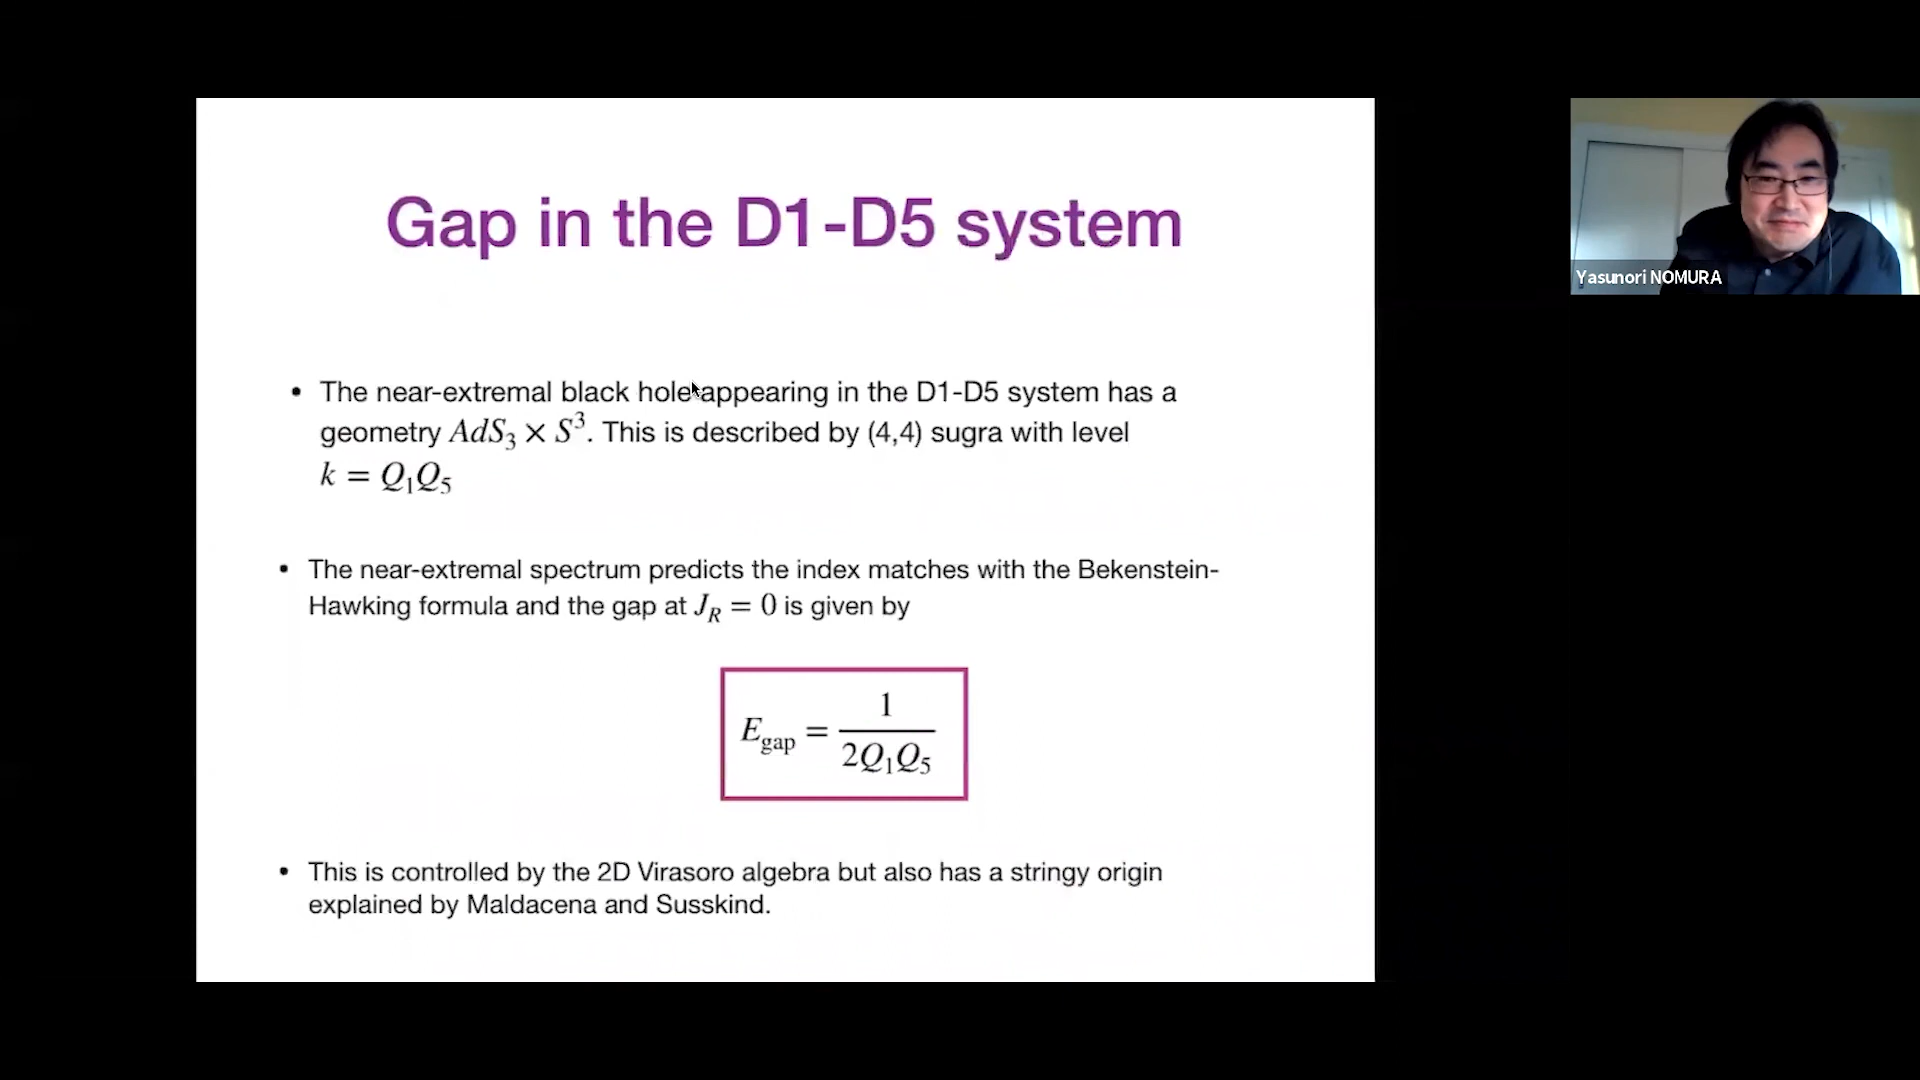 Gap in the D1-D5 system
• The near-extremal black hole appearing in the D1-D5 system has a
geometry AdS₃ × S³. This is described by (4,4) sugra with level
k = Q₁Q₅
• The near-extremal spectrum predicts the index matches with the Bekenstein-
Hawking formula and the gap at J_R = 0 is given by
E_gap = 1 / 2Q₁Q₅
• This is controlled by the 2D Virasoro algebra but also has a stringy origin
explained by Maldacena and Susskind.
Yasunori NOMURA